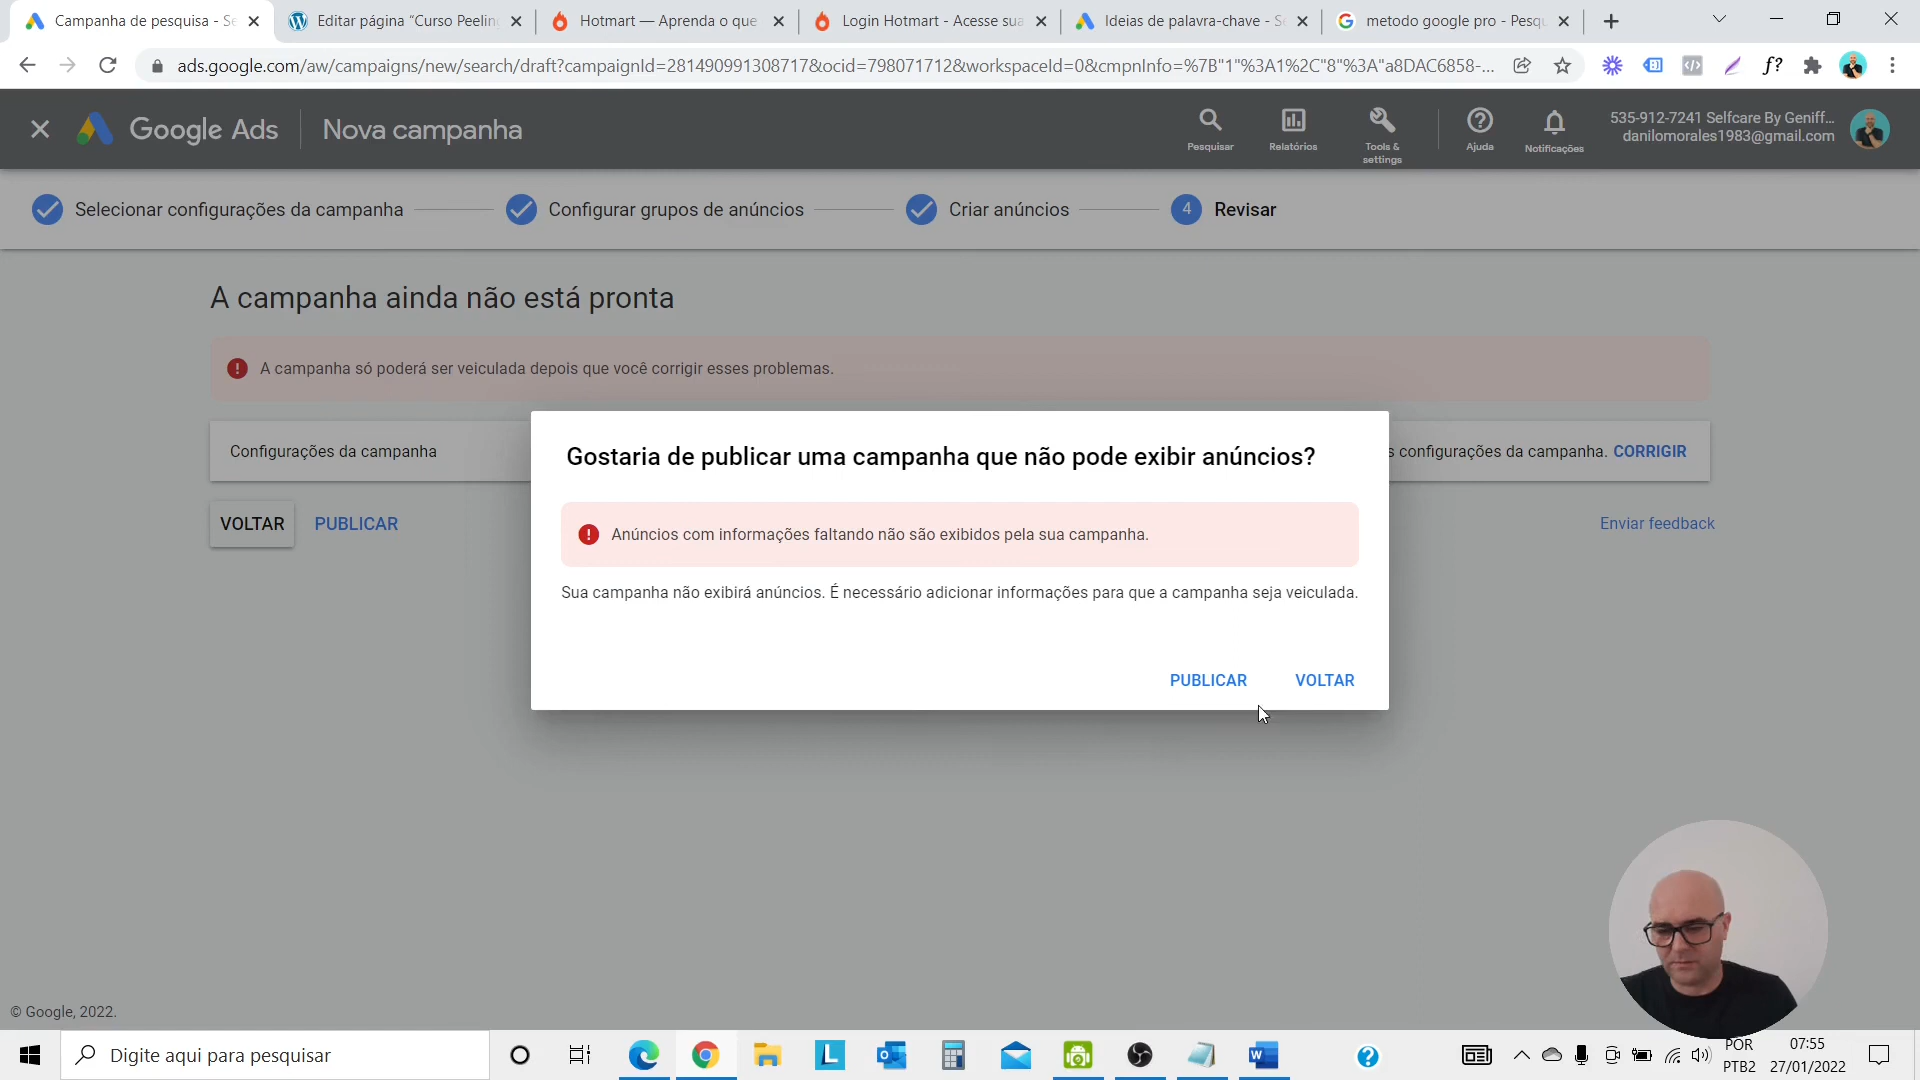 Campanha de pesquisa - Se
Editar página “Curso Peeling
Hotmart — Aprenda o que
Login Hotmart - Acesse sua
Ideias de palavra-chave - Se
metodo google pro - Pesqu
ads.google.com/aw/campaigns/new/search/draft?campaignId=281490991308717&ocid=798071712&workspaceId=0&cmpnInfo=%7B"1"%3A1%2C"8"%3A"a8DAC6858-...
f?
Google Ads
Nova campanha
Pesquisar
Relatórios
Tools &
settings
Ajuda
Notificações
535-912-7241 Selfcare By Geniff...
danilomorales1983@gmail.com
Selecionar configurações da campanha
Configurar grupos de anúncios
Criar anúncios
4
Revisar
A campanha ainda não está pronta
A campanha só poderá ser veiculada depois que você corrigir esses problemas.
Configurações da campanha
s configurações da campanha. CORRIGIR
Gostaria de publicar uma campanha que não pode exibir anúncios?
Anúncios com informações faltando não são exibidos pela sua campanha.
Sua campanha não exibirá anúncios. É necessário adicionar informações para que a campanha seja veiculada.
PUBLICAR
VOLTAR
VOLTAR
PUBLICAR
Enviar feedback
© Google, 2022.
Digite aqui para pesquisar
POR
PTB2
07:55
27/01/2022